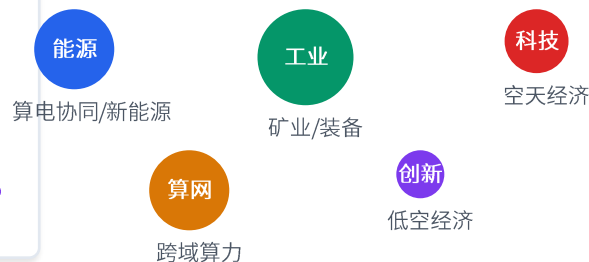 能源
算电协同/新能源
工业
矿业/装备
科技
空天经济
算网
跨域算力
创新
低空经济